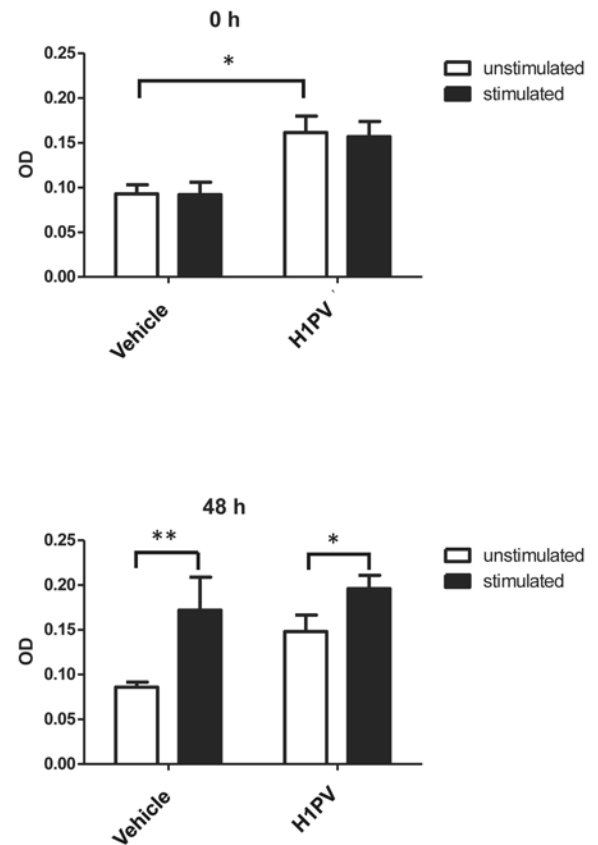 0 h
0.25
0.20
0.15
0.10
0.05
0.00
OD
*
unstimulated
stimulated
Vehicle
H1PV
48 h
0.25
0.20
0.15
0.10
0.05
0.00
OD
**
*
unstimulated
stimulated
Vehicle
H1PV